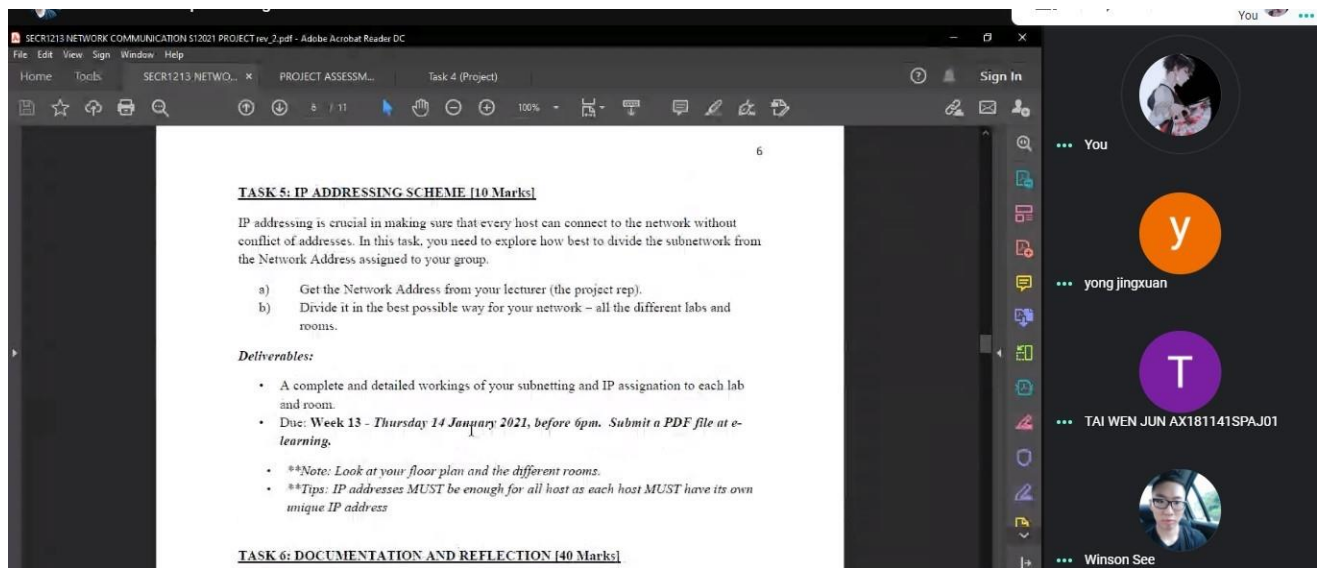 You
SECR1213 NETWORK COMMUNICATION S12021 PROJECT rev_2.pdf - Adobe Acrobat Reader DC
File Edit View Sign Window Help
Home Tools SECR1213 NETWO... × PROJECT ASSESSM... Task 4 (Project) Sign In
8 / 11 100%
6
TASK 5: IP ADDRESSING SCHEME [10 Marks]
IP addressing is crucial in making sure that every host can connect to the network without
conflict of addresses. In this task, you need to explore how best to divide the subnetwork from
the Network Address assigned to your group.
a) Get the Network Address from your lecturer (the project rep).
b) Divide it in the best possible way for your network – all the different labs and
rooms.
Deliverables:
• A complete and detailed workings of your subnetting and IP assignation to each lab
and room.
• Due: Week 13 - Thursday 14 January 2021, before 6pm. Submit a PDF file at e-
learning.
• **Note: Look at your floor plan and the different rooms.
• **Tips: IP addresses MUST be enough for all host as each host MUST have its own
unique IP address
TASK 6: DOCUMENTATION AND REFLECTION [40 Marks]
You
y
yong jingxuan
T
TAI WEN JUN AX181141SPAJ01
Winson See